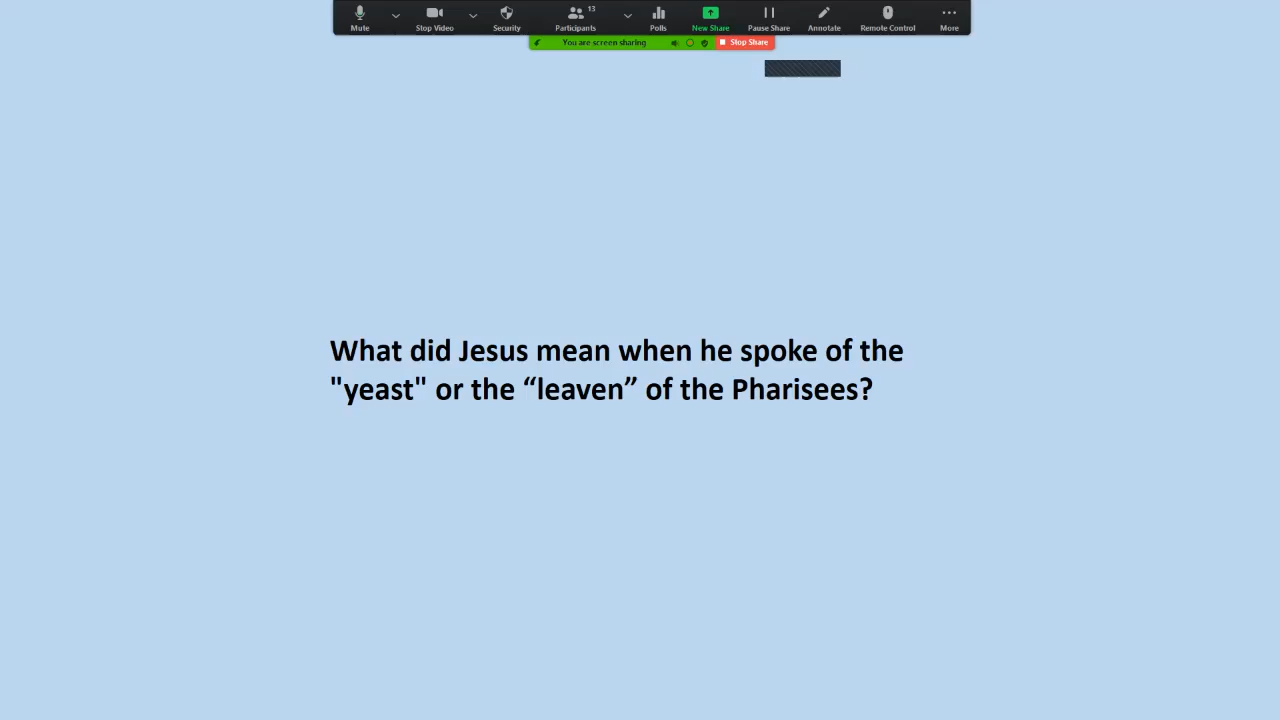 13
Mute
Stop Video
Security
Participants
Polls
New Share
Pause Share
Annotate
Remote Control
More
You are screen sharing
Stop Share
What did Jesus mean when he spoke of the
"yeast" or the “leaven” of the Pharisees?